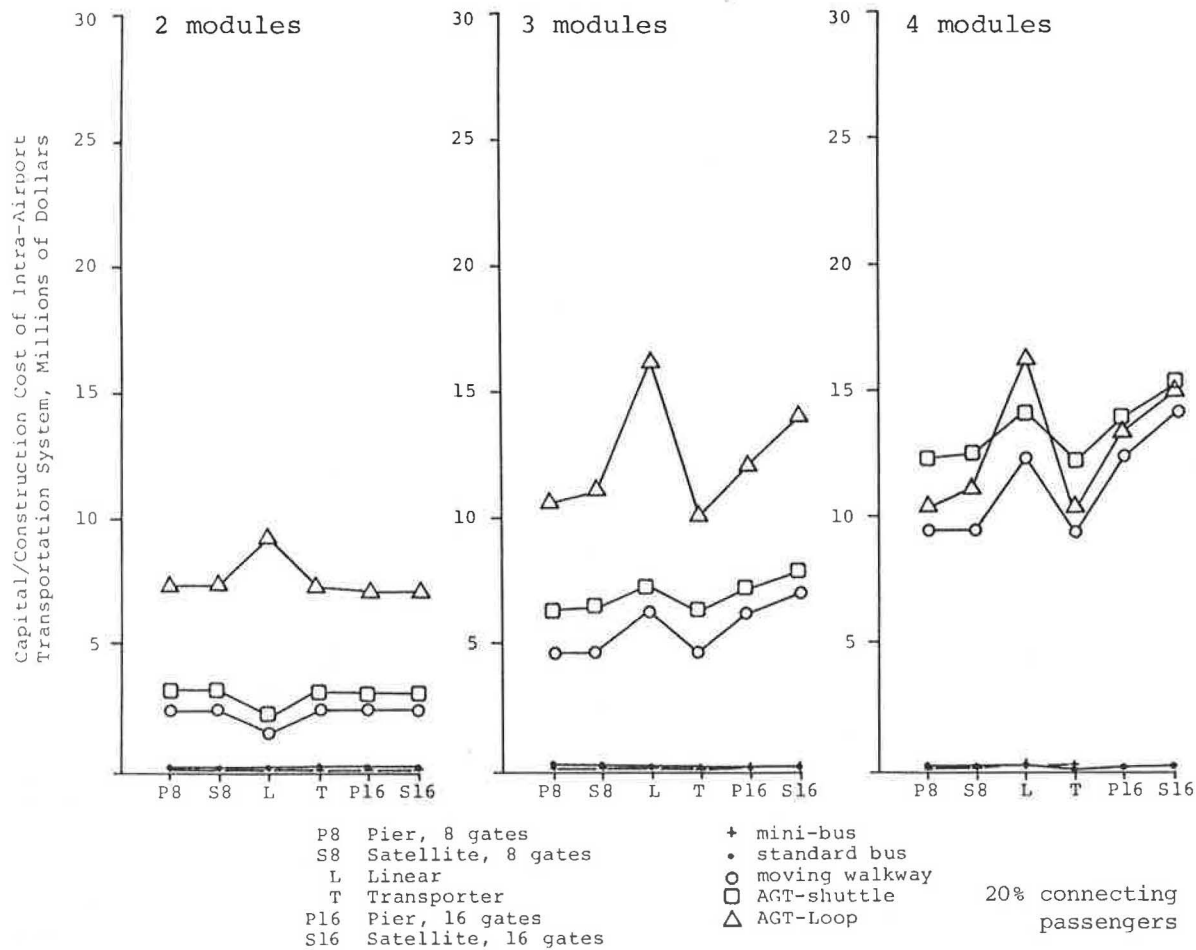 Capital/Construction Cost of Intra-Airport
Transportation System, Millions of Dollars
2 modules
30
25
20
15
10
5
P8 S8 L T P16 S16
3 modules
30
25
20
15
10
5
P8 S8 L T P16 S16
4 modules
30
25
20
15
10
5
P8 S8 L T P16 S16
P8 Pier, 8 gates
S8 Satellite, 8 gates
L Linear
T Transporter
P16 Pier, 16 gates
S16 Satellite, 16 gates
mini-bus
standard bus
moving walkway
AGT-shuttle
AGT-Loop
20% connecting
passengers